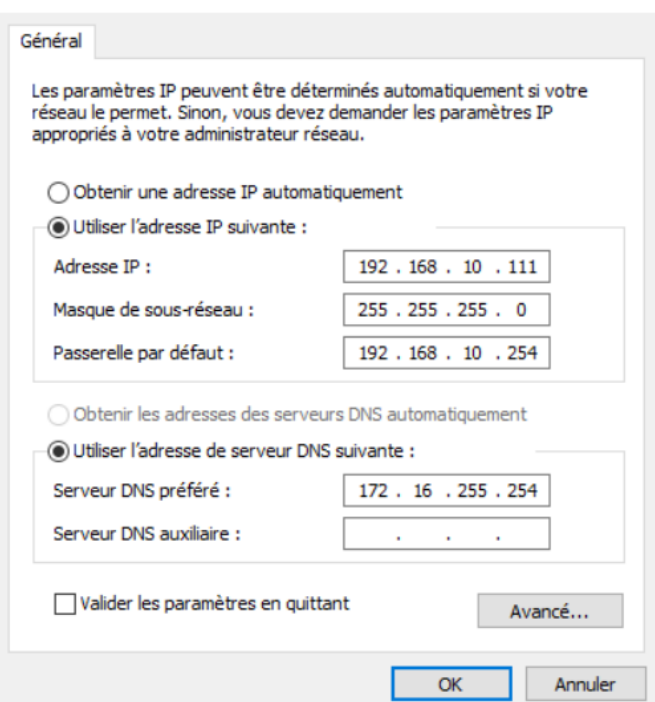 Général
Les paramètres IP peuvent être déterminés automatiquement si votre
réseau le permet. Sinon, vous devez demander les paramètres IP
appropriés à votre administrateur réseau.
Obtenir une adresse IP automatiquement
Utiliser l'adresse IP suivante :
Adresse IP : 192 . 168 . 10 . 111
Masque de sous-réseau : 255 . 255 . 255 . 0
Passerelle par défaut : 192 . 168 . 10 . 254
Obtenir les adresses des serveurs DNS automatiquement
Utiliser l'adresse de serveur DNS suivante :
Serveur DNS préféré : 172 . 16 . 255 . 254
Serveur DNS auxiliaire : . . .
Valider les paramètres en quittant
Avancé...
OK Annuler